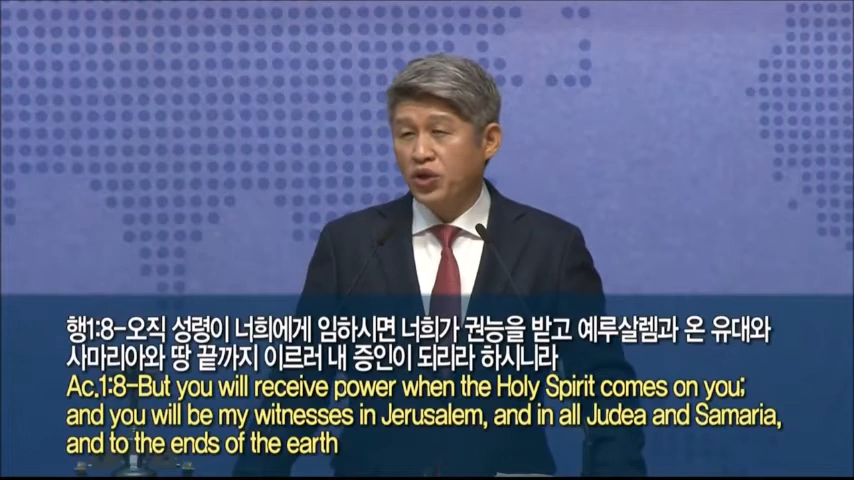 행1:8-오직 성령이 너희에게 임하시면 너희가 권능을 받고 예루살렘과 온 유대와
사마리아와 땅 끝까지 이르러 내 증인이 되리라 하시니라
Ac.1:8-But you will receive power when the Holy Spirit comes on you;
and you will be my witnesses in Jerusalem, and in all Judea and Samaria,
and to the ends of the earth